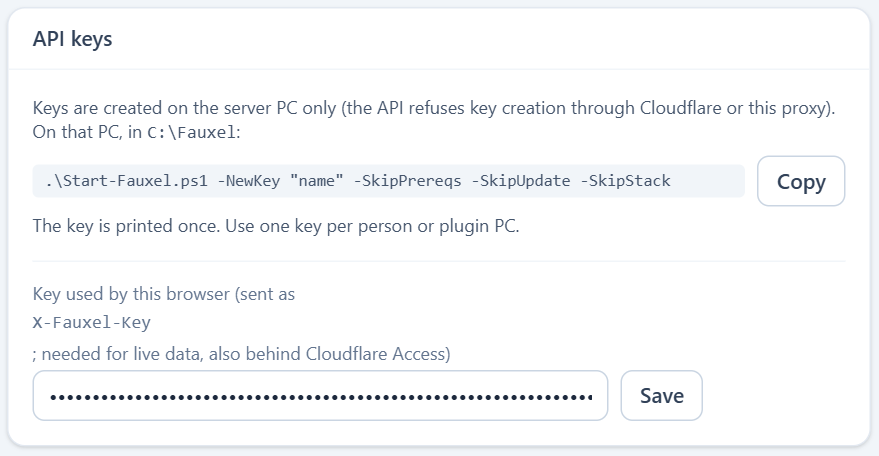 API keys
Keys are created on the server PC only (the API refuses key creation through Cloudflare or this proxy).
On that PC, in C:\Fauxel:
.\Start-Fauxel.ps1 -NewKey "name" -SkipPrereqs -SkipUpdate -SkipStack
Copy
The key is printed once. Use one key per person or plugin PC.
Key used by this browser (sent as
X-Fauxel-Key
; needed for live data, also behind Cloudflare Access)
Save